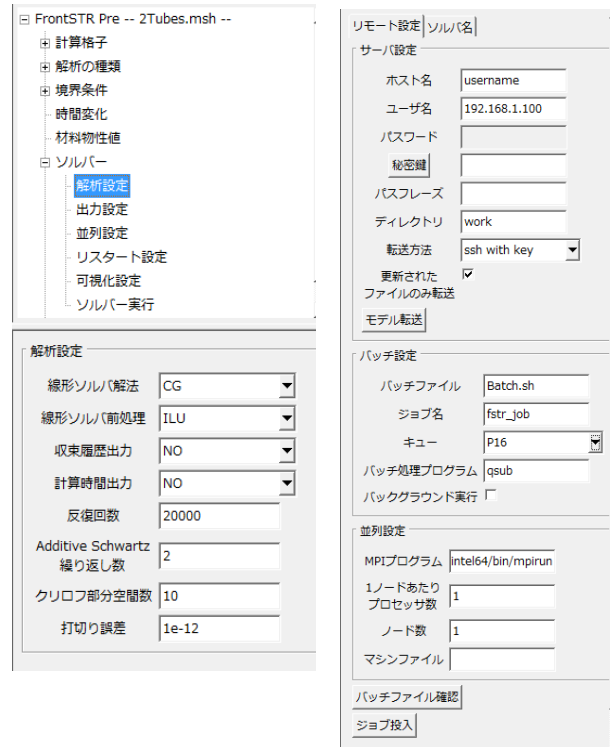 FrontSTR Pre -- 2Tubes.msh --
計算格子
解析の種類
境界条件
時間変化
材料物性値
ソルバー
解析設定
出力設定
並列設定
リスタート設定
可視化設定
ソルバー実行
解析設定
線形ソルバ解法 CG
線形ソルバ前処理 ILU
収束履歴出力 NO
計算時間出力 NO
反復回数 20000
Additive Schwartz
繰り返し数 2
クリロフ部分空間数 10
打切り誤差 1e-12
リモート設定 ソルバ名
サーバ設定
ホスト名 username
ユーザ名 192.168.1.100
パスワード
秘密鍵
パスフレーズ
ディレクトリ work
転送方法 ssh with key
更新された
ファイルのみ転送
モデル転送
バッチ設定
バッチファイル Batch.sh
ジョブ名 fstr_job
キュー P16
バッチ処理プログラム qsub
バックグラウンド実行
並列設定
MPIプログラム intel64/bin/mpirun
1ノードあたり
プロセッサ数 1
ノード数 1
マシンファイル
バッチファイル確認
ジョブ投入